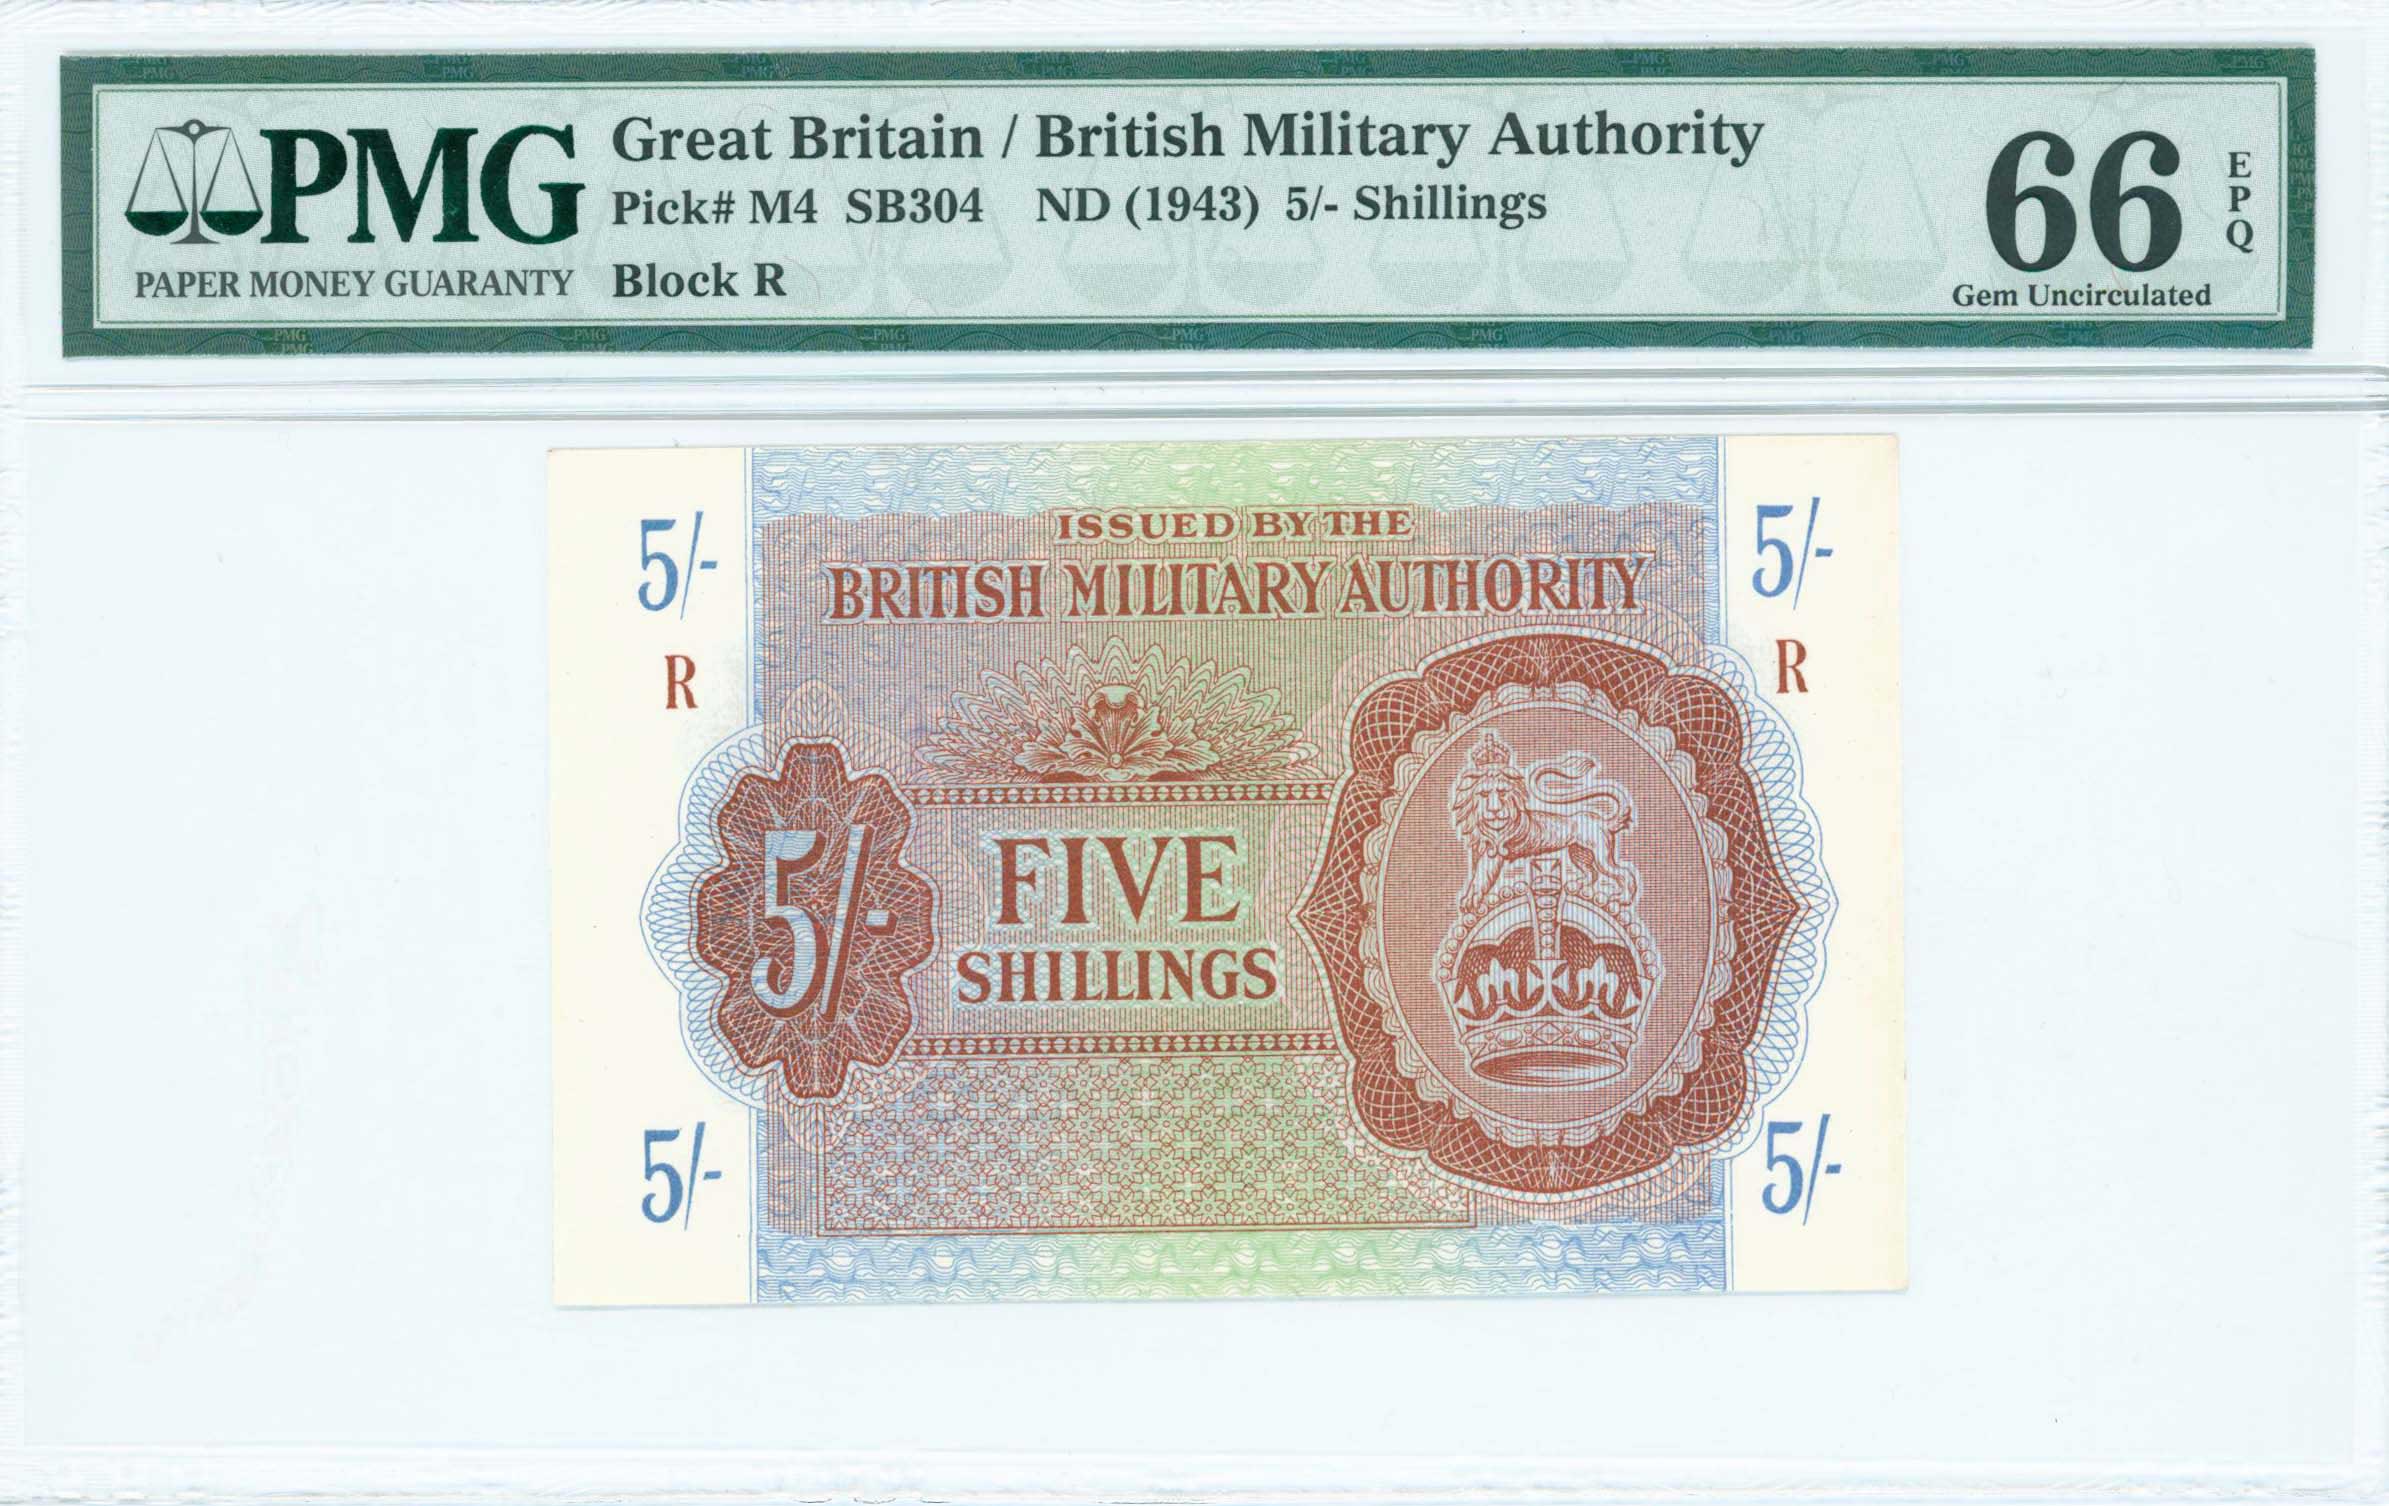 PMG
PAPER MONEY GUARANTY
Great Britain / British Military Authority
Pick# M4 SB304 ND (1943) 5/- Shillings
Block R
66
EPQ
Gem Uncirculated
5/-
5/-
ISSUED BY THE
BRITISH MILITARY AUTHORITY
R
R
5/-
FIVE
SHILLINGS
5/-
5/-